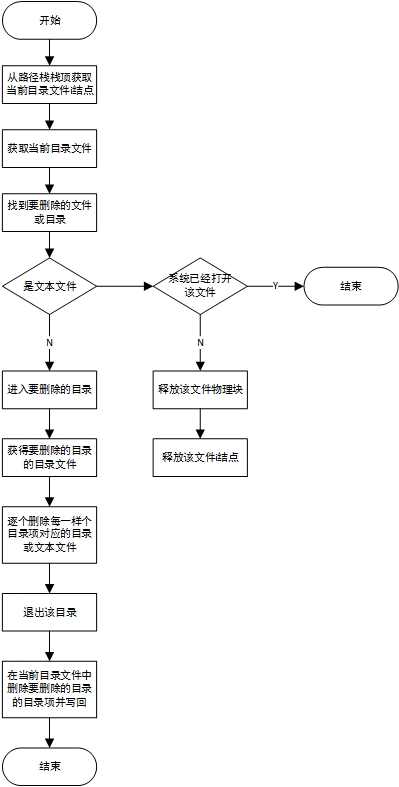 开始
从路径栈栈顶获取
当前目录文件i结点
获取当前目录文件
找到要删除的文件
或目录
是文本文件
系统已经打开
该文件
Y
结束
N
N
进入要删除的目录
释放该文件物理块
获得要删除的目录
的目录文件
释放该文件i结点
逐个删除每一样个
目录项对应的目录
或文本文件
退出该目录
在当前目录文件中
删除要删除的目录
的目录项并写回
结束